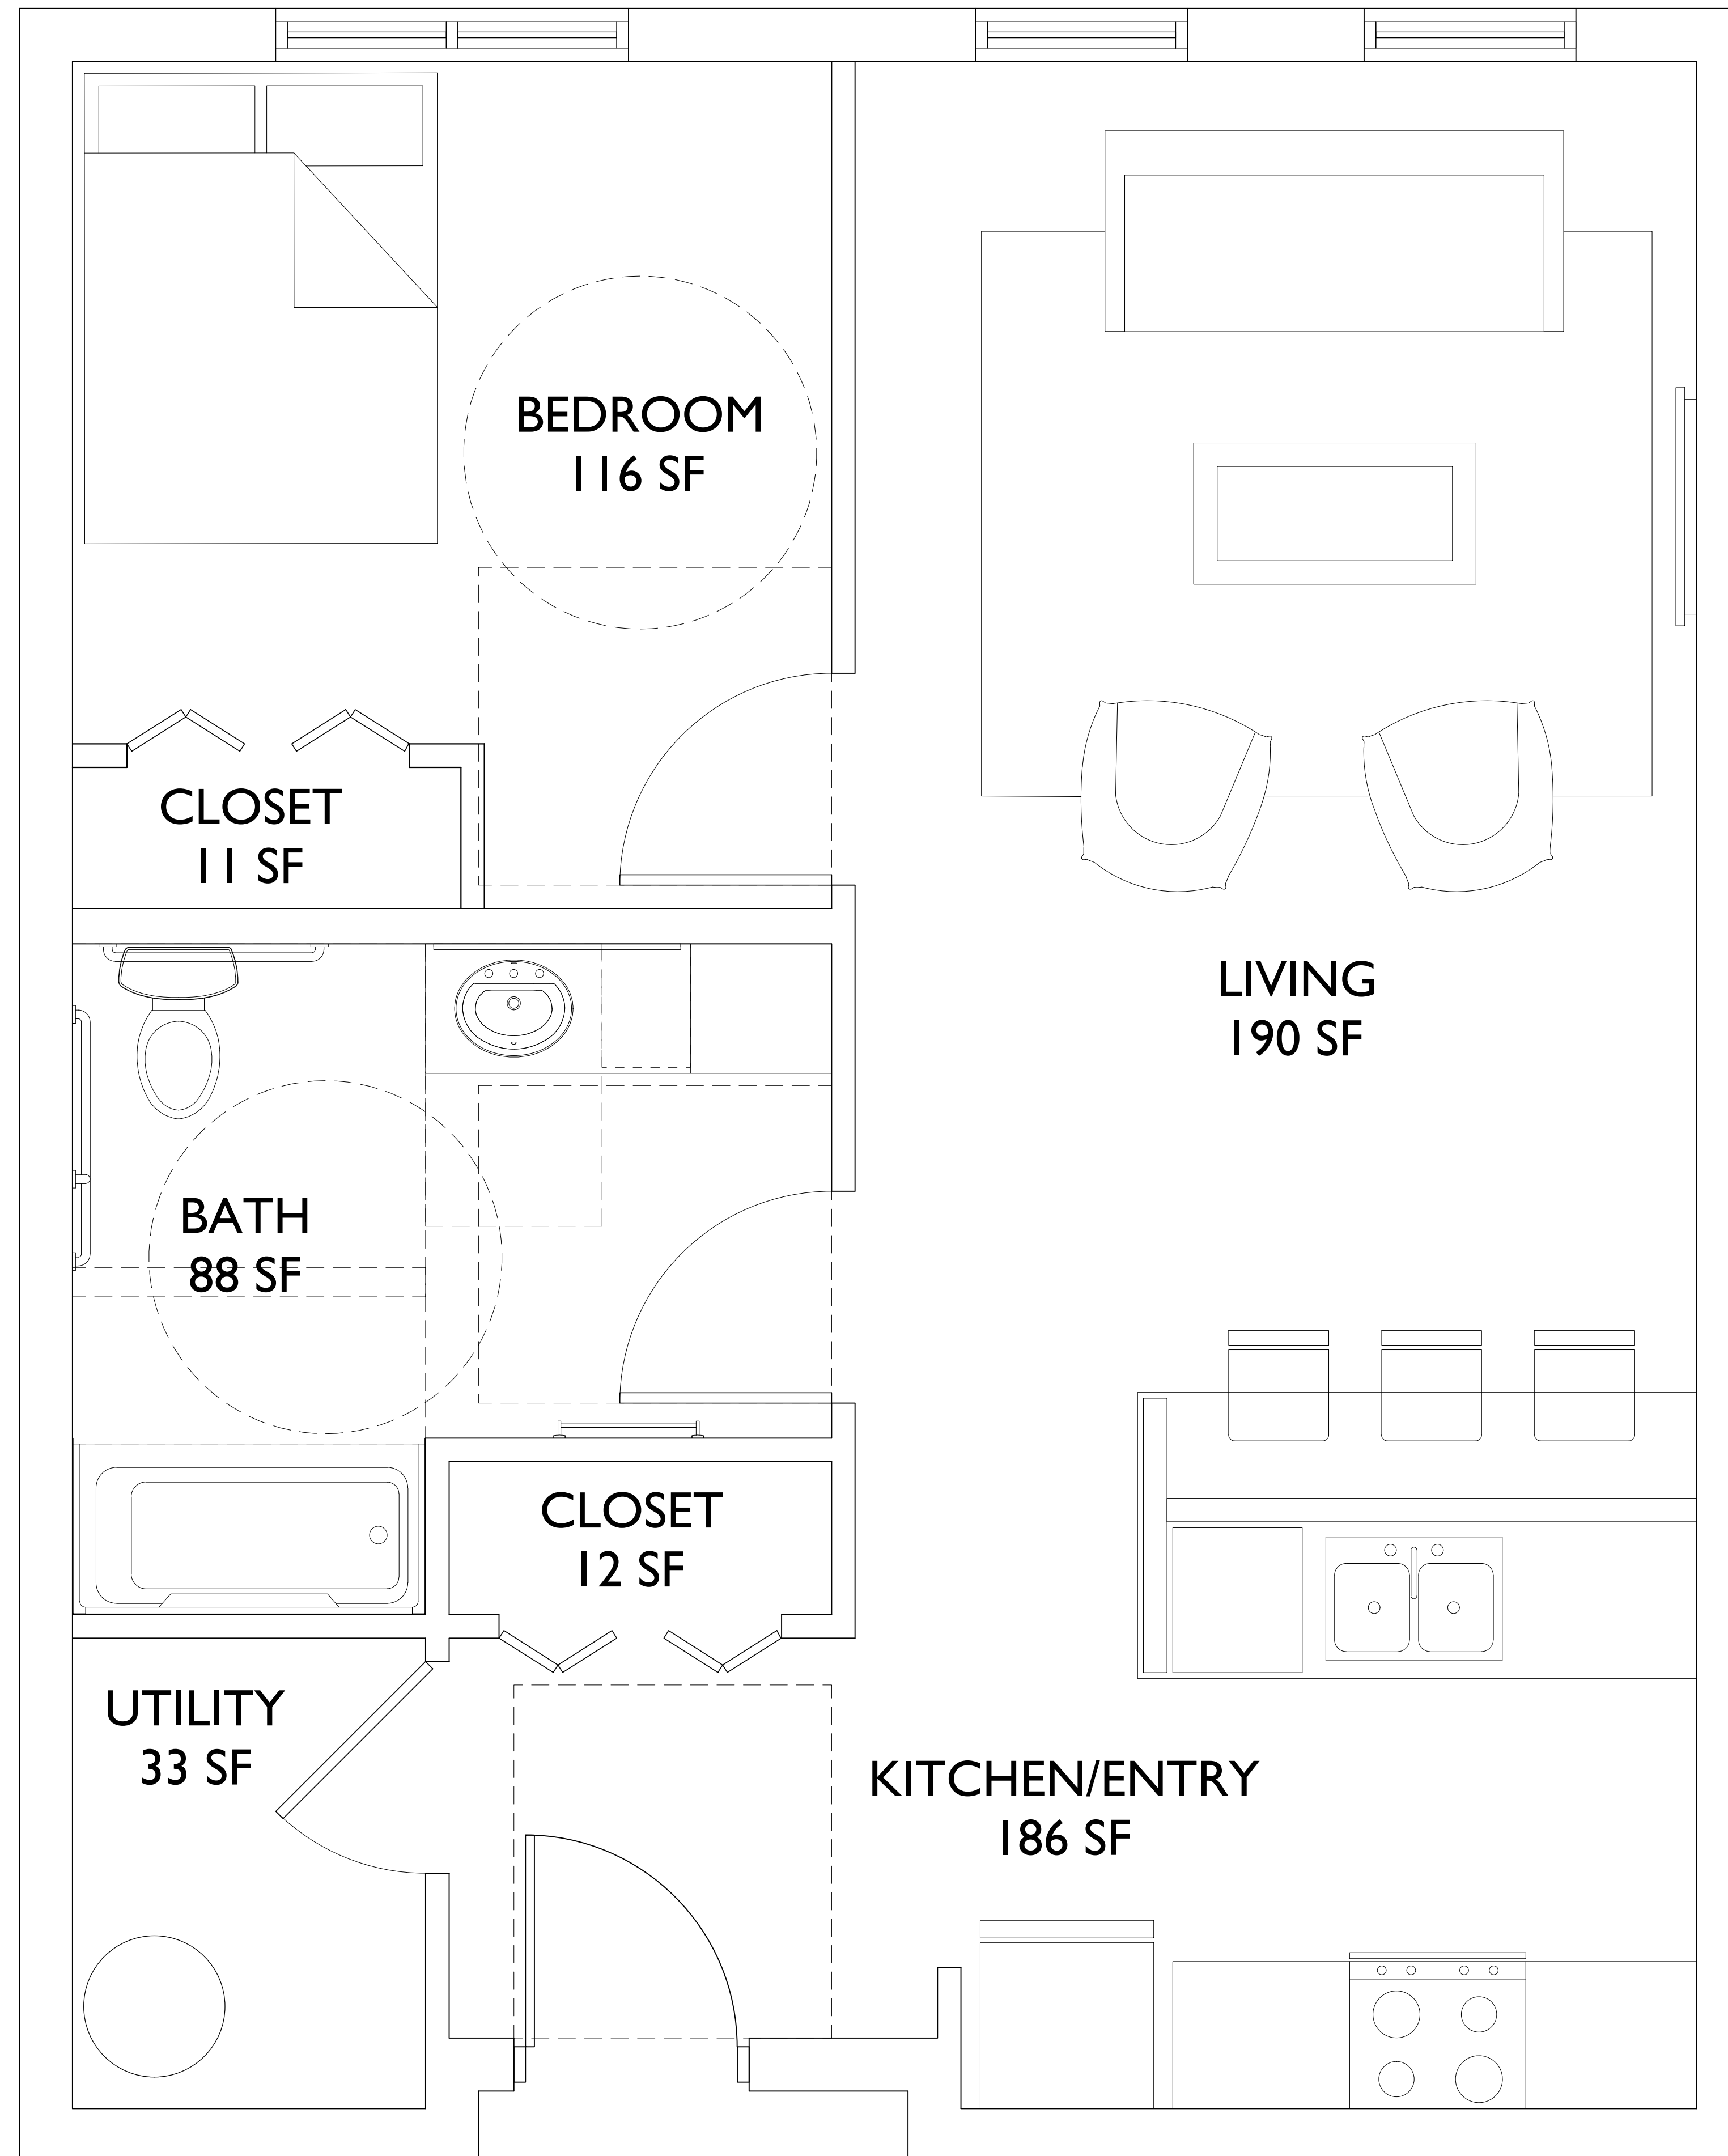 BEDROOM
116 SF
CLOSET
11 SF
LIVING
190 SF
BATH
88 SF
CLOSET
12 SF
UTILITY
33 SF
KITCHEN/ENTRY
186 SF